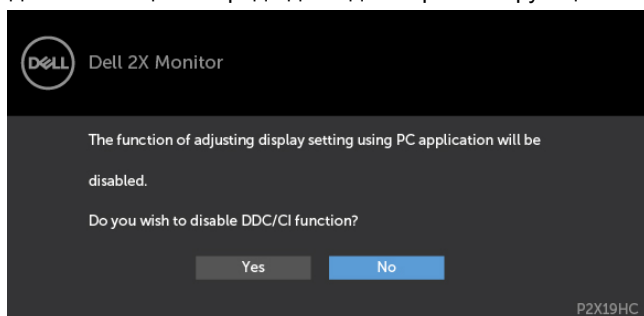 DELL
Dell 2X Monitor
The function of adjusting display setting using PC application will be
disabled.
Do you wish to disable DDC/CI function?
Yes No
P2X19HC